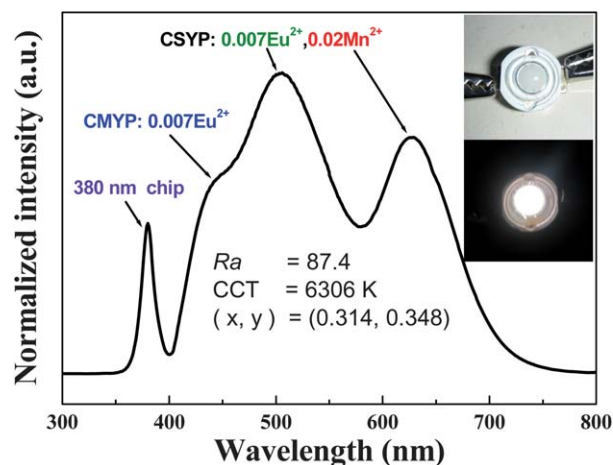 CSYP: 0.007Eu²⁺,0.02Mn²⁺
CMYP: 0.007Eu²⁺
380 nm chip
Ra = 87.4
CCT = 6306 K
( x, y ) = (0.314, 0.348)
Normalized intensity (a.u.)
300 400 500 600 700 800
Wavelength (nm)